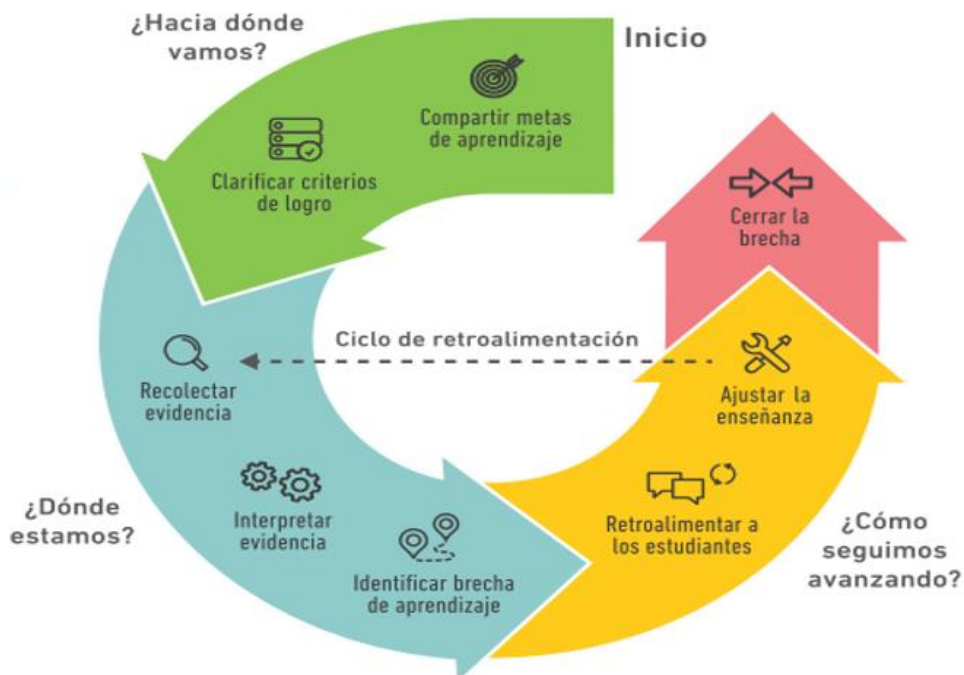 ¿Hacia dónde
vamos?
Inicio
Compartir metas
de aprendizaje
Clarificar criterios
de logro
Cerrar la
brecha
Ciclo de retroalimentación
Recolectar
evidencia
Ajustar la
enseñanza
¿Dónde
estamos?
Interpretar
evidencia
Identificar brecha
de aprendizaje
Retroalimentar a
los estudiantes
¿Cómo
seguimos
avanzando?